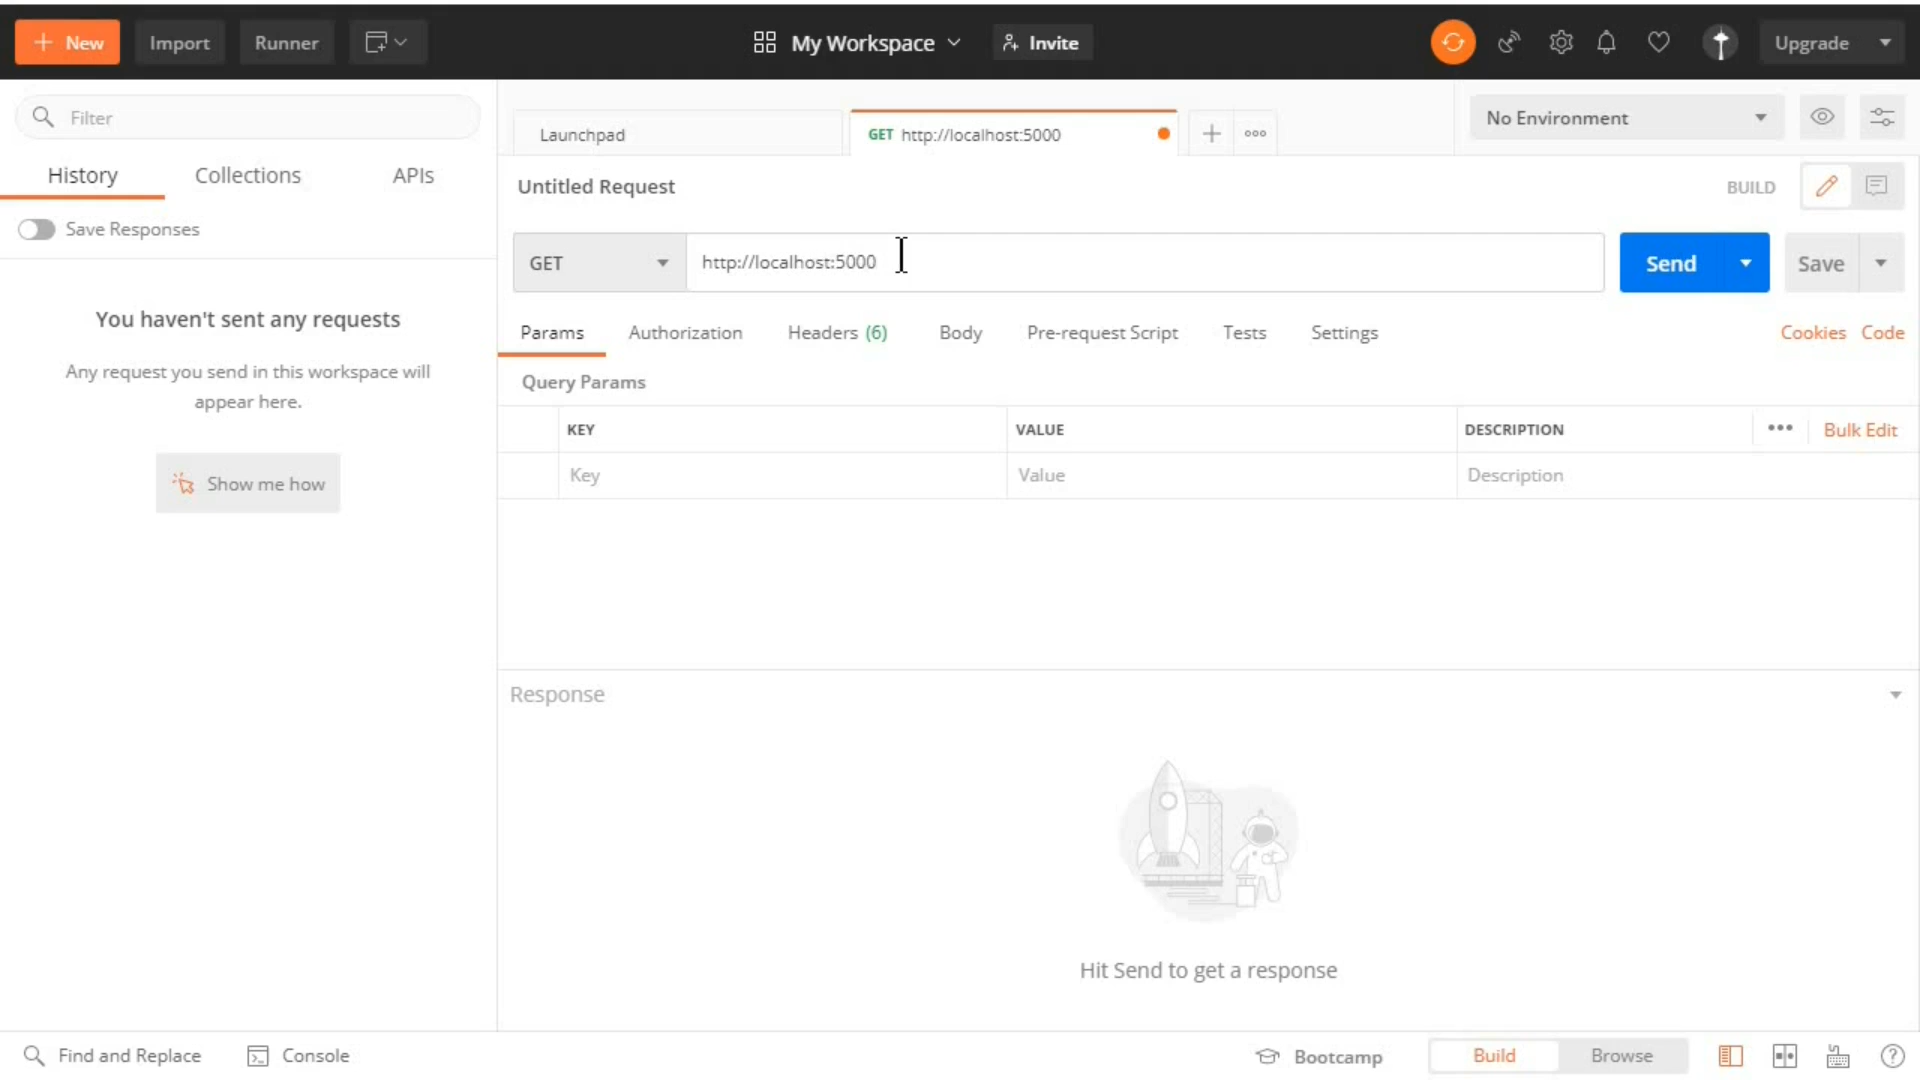 New
Import
Runner
My Workspace
Invite
Upgrade
Filter
History
Collections
APIs
Save Responses
You haven't sent any requests
Any request you send in this workspace will
appear here.
Show me how
Launchpad
GET http://localhost:5000
No Environment
Untitled Request
BUILD
GET
http://localhost:5000
Send
Save
Params
Authorization
Headers (6)
Body
Pre-request Script
Tests
Settings
Cookies
Code
Query Params
KEY
VALUE
DESCRIPTION
Bulk Edit
Key
Value
Description
Response
Hit Send to get a response
Find and Replace
Console
Bootcamp
Build
Browse